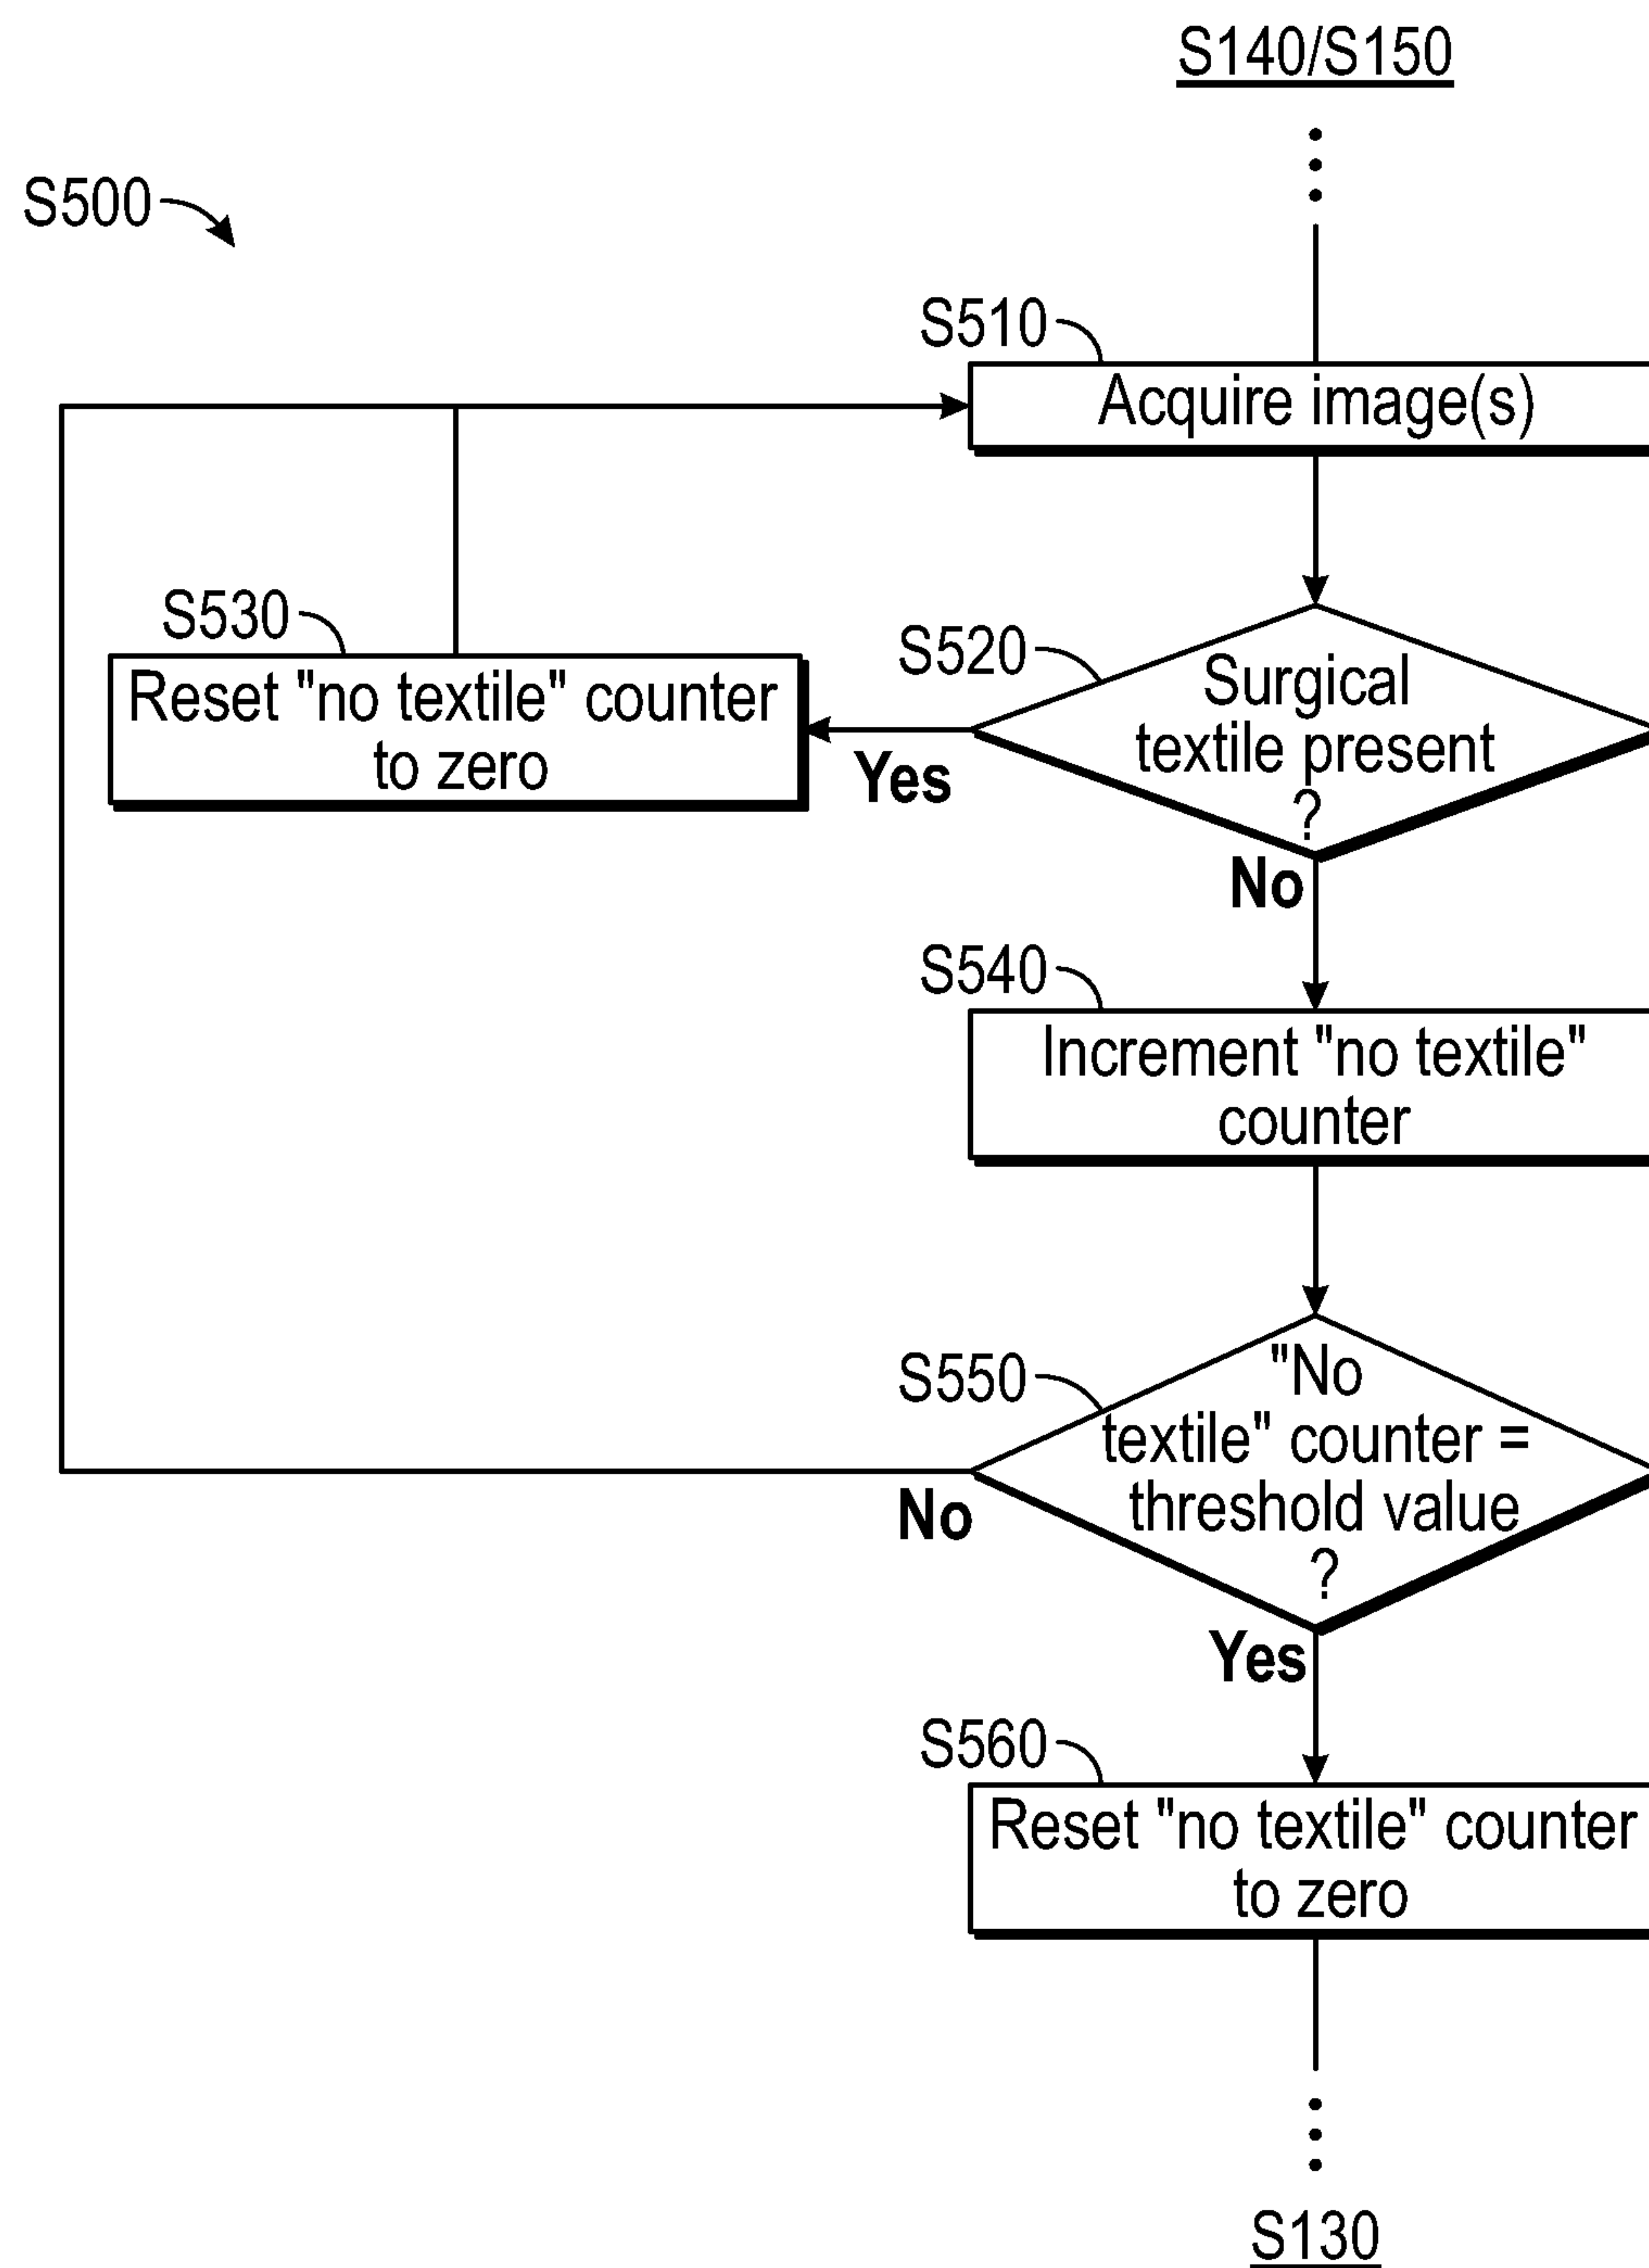 S140/S150
S500
S510
Acquire image(s)
S530
Reset "no textile" counter
to zero
S520
Surgical
textile present
?
Yes
No
S540
Increment "no textile"
counter
S550
"No
textile" counter =
threshold value
?
No
Yes
S560
Reset "no textile" counter
to zero
S130